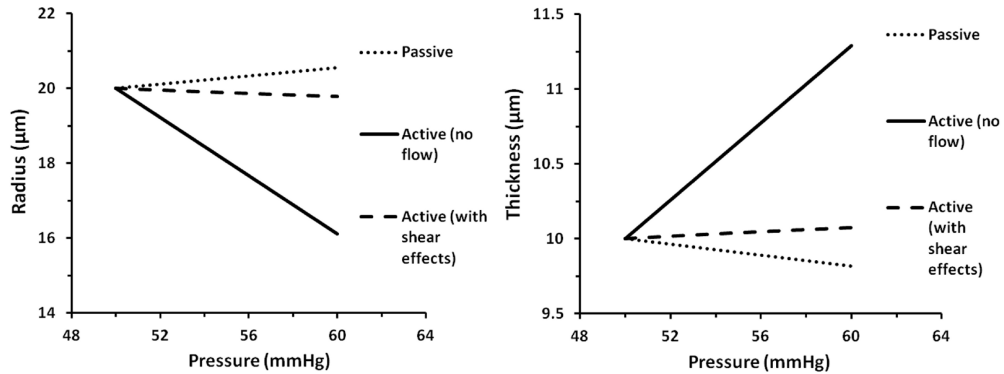 22
20
18
16
14
Radius (µm)
48
52
56
60
64
Pressure (mmHg)
Passive
Active (no
flow)
Active (with
shear
effects)
11.5
11
10.5
10
9.5
Thickness (µm)
48
52
56
60
64
Pressure (mmHg)
Passive
Active (no
flow)
Active
(with
shear
effects)